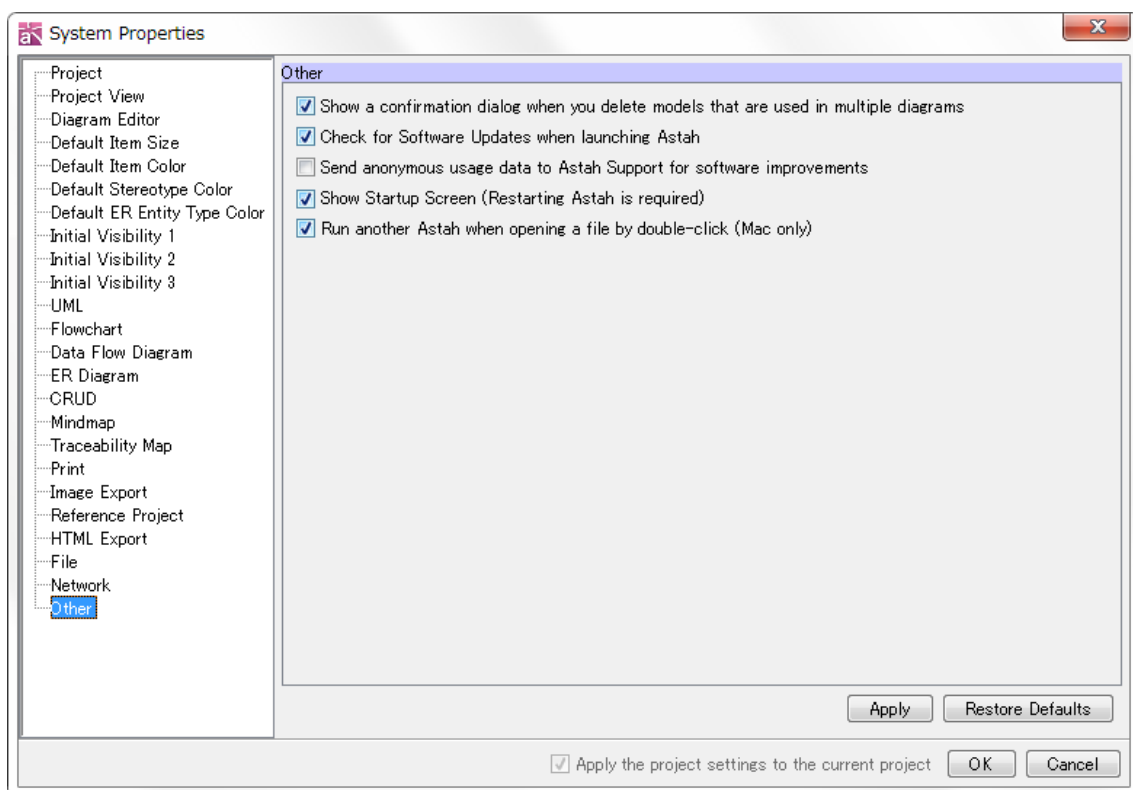 System Properties
Project
Project View
Diagram Editor
Default Item Size
Default Item Color
Default Stereotype Color
Default ER Entity Type Color
Initial Visibility 1
Initial Visibility 2
Initial Visibility 3
UML
Flowchart
Data Flow Diagram
ER Diagram
CRUD
Mindmap
Traceability Map
Print
Image Export
Reference Project
HTML Export
File
Network
Other
Other
Show a confirmation dialog when you delete models that are used in multiple diagrams
Check for Software Updates when launching Astah
Send anonymous usage data to Astah Support for software improvements
Show Startup Screen (Restarting Astah is required)
Run another Astah when opening a file by double-click (Mac only)
Apply
Restore Defaults
Apply the project settings to the current project
OK
Cancel